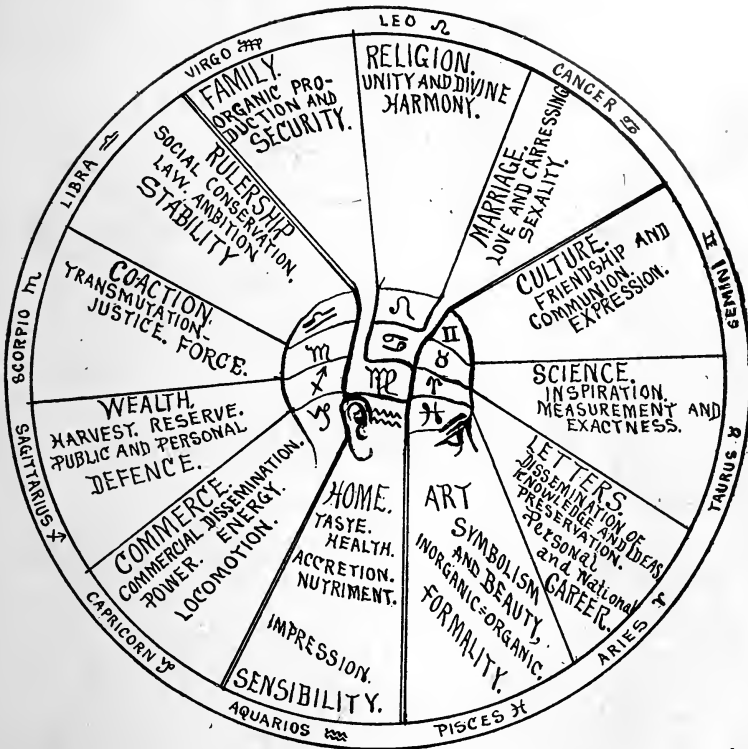 LEO ♌
CANCER ♋
♊ GEMINI
TAURUS ♉
ARIES ♈
PISCES ♓
AQUARIOS ♒
CAPRICORN ♑
SAGITTARIUS ♐
SCORPIO ♏
LIBRA ♎
VIRGO ♍
RELIGION.
UNITY AND DIVINE
HARMONY.
MARRIAGE.
LOVE AND CARRESSING
SEXALITY.
CULTURE.
FRIENDSHIP AND
COMMUNION.
EXPRESSION.
SCIENCE.
INSPIRATION.
MEASUREMENT AND
EXACTNESS.
LETTERS.
DISSEMINATION OF
KNOWLEDGE AND IDEAS
PRESERVATION.
Personal
and National
CAREER.
ART
SYMBOLISM
AND BEAUTY,
INORGANIC=ORGANIC.
FORMALITY.
HOME.
TASTE.
HEALTH.
ACCRETION.
NUTRIMENT.
IMPRESSION.
SENSIBILITY.
COMMERCE.
COMMERCIAL DISSEMINATION.
POWER. ENERGY.
LOCOMOTION.
WEALTH.
HARVEST. RESERVE.
PUBLIC AND PERSONAL
DEFENCE.
COACTION.
TRANSMUTATION-
JUSTICE. FORCE.
RULERSHIP
SOCIAL CONSERVATION.
LAW. AMBITION
STABILITY
FAMILY.
ORGANIC PRO-
DUCTION AND
SECURITY.
♎ ♌
♏ ♋ ♊
♐ ♍ ♉
♑ ♒ ♈
♓